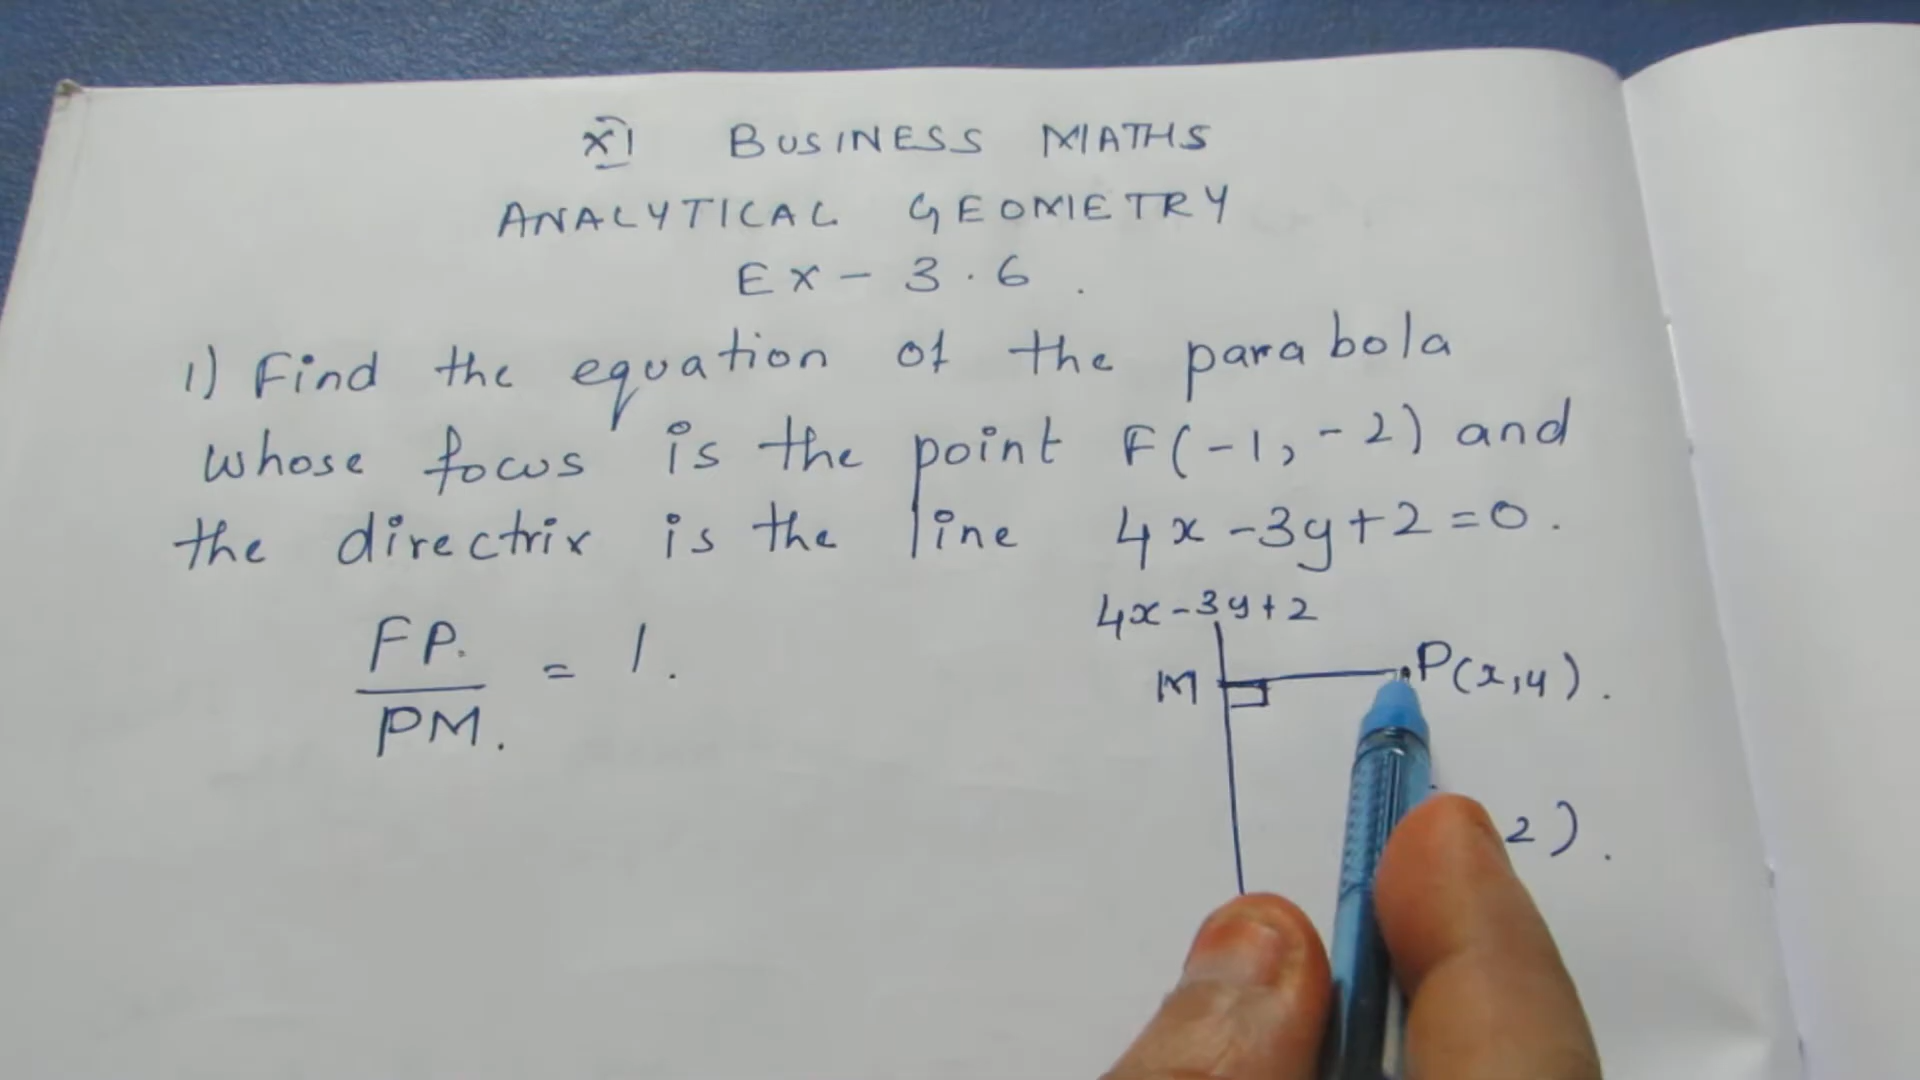 XI BUSINESS MATHS
ANALYTICAL GEOMETRY
EX - 3.6.
1) Find the equation of the parabola
whose focus is the point F(-1, -2) and
the directrix is the line 4x - 3y + 2 = 0.
4x - 3y + 2
FP.
/PM. = 1.
M P(x,y).
2).